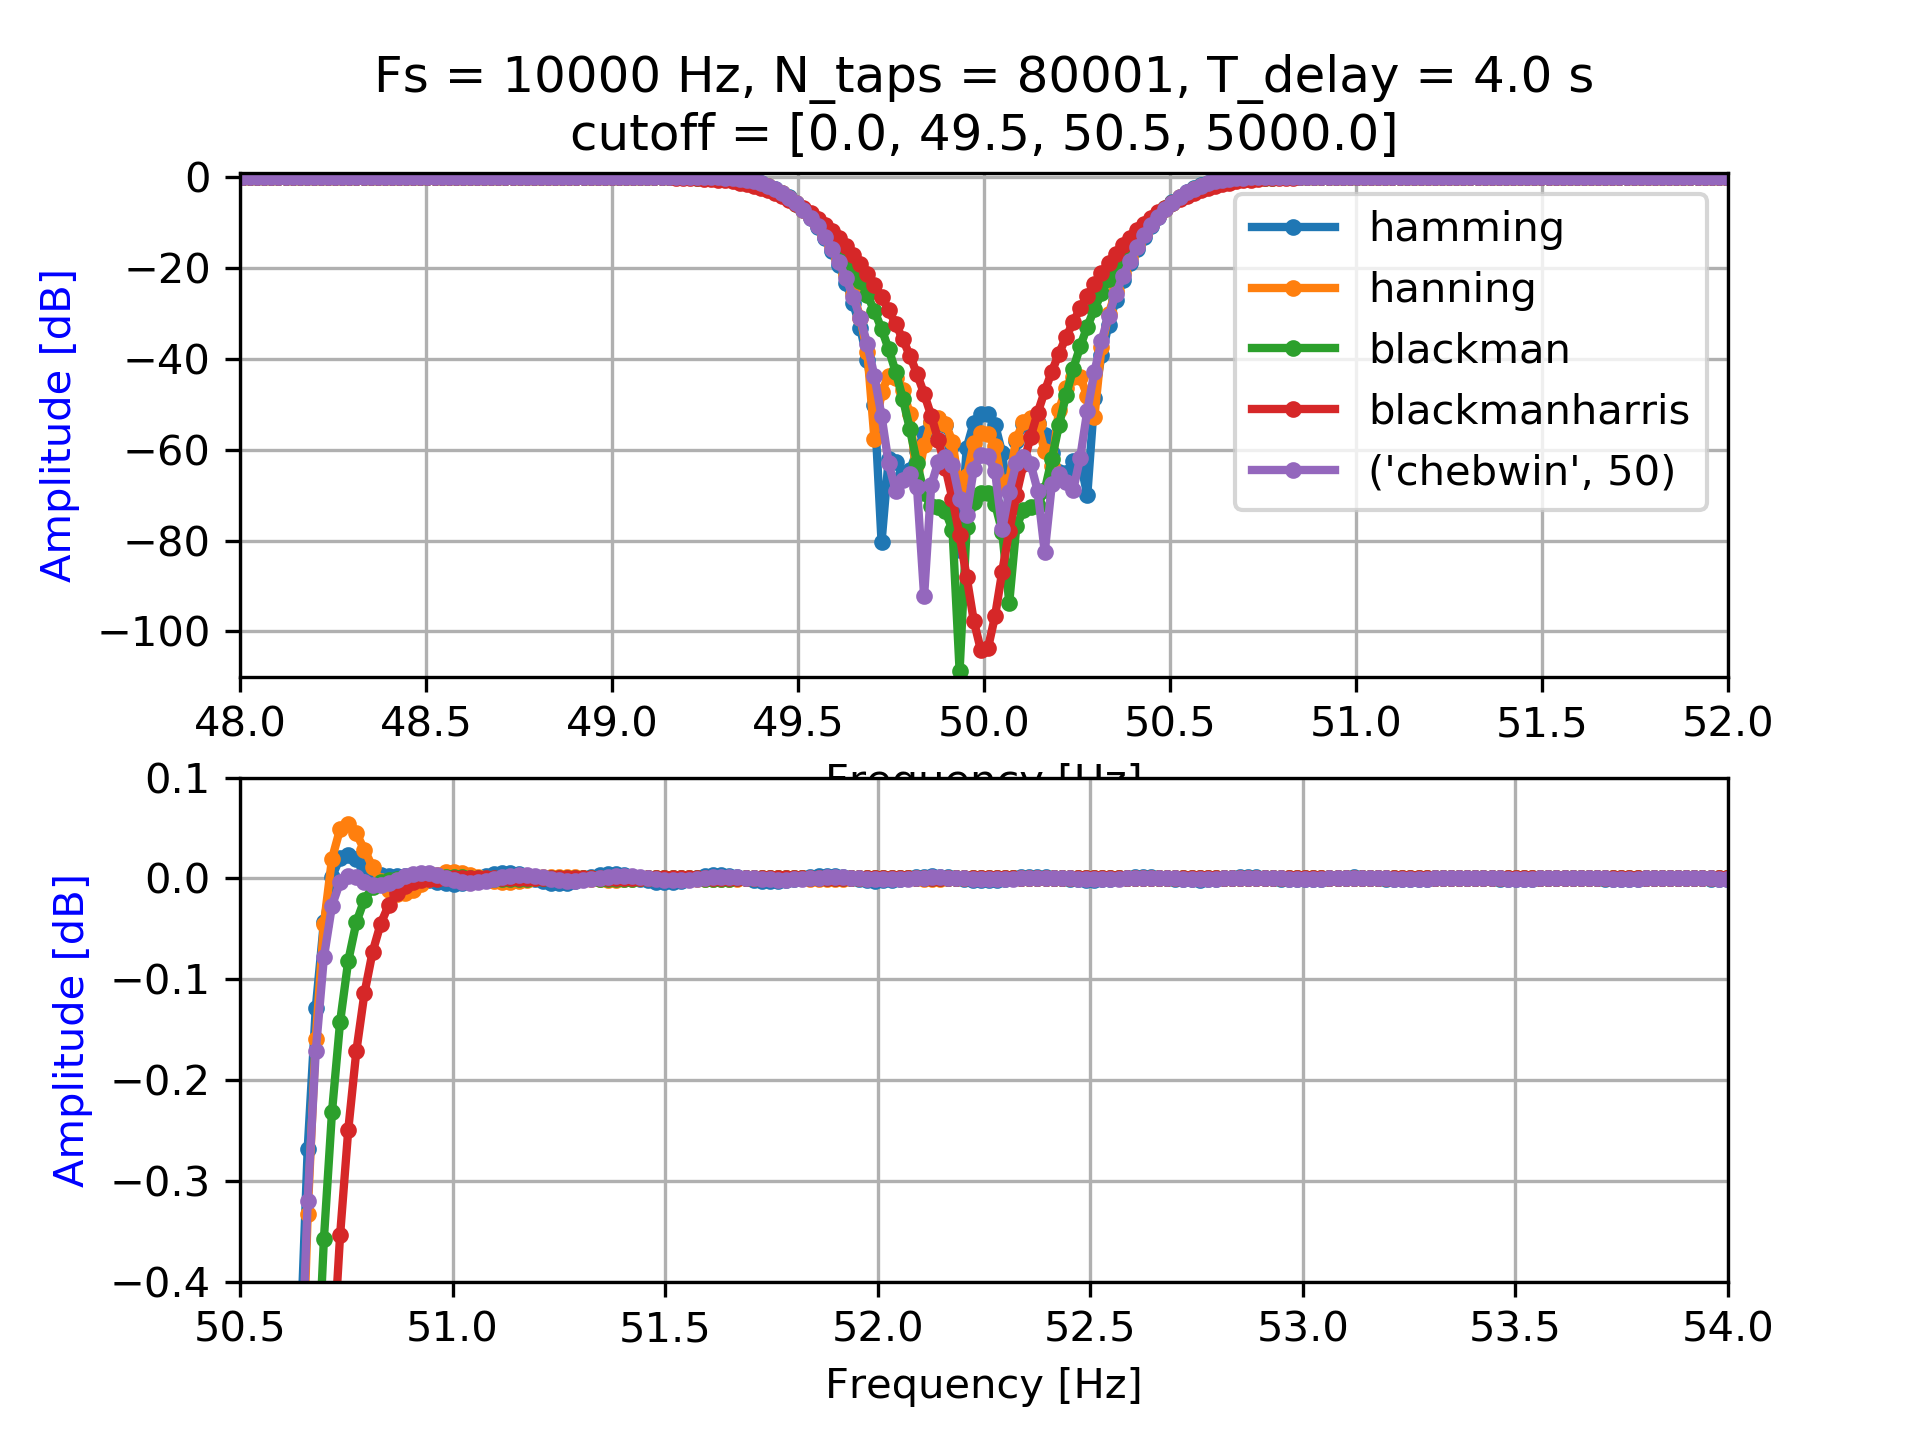 Fs = 10000 Hz, N_taps = 80001, T_delay = 4.0 s
cutoff = [0.0, 49.5, 50.5, 5000.0]
0
−20
−40
−60
−80
−100
Amplitude [dB]
hamming
hanning
blackman
blackmanharris
('chebwin', 50)
48.0 48.5 49.0 49.5 50.0 50.5 51.0 51.5 52.0
Frequency [Hz]
0.1
0.0
−0.1
−0.2
−0.3
−0.4
Amplitude [dB]
50.5 51.0 51.5 52.0 52.5 53.0 53.5 54.0
Frequency [Hz]